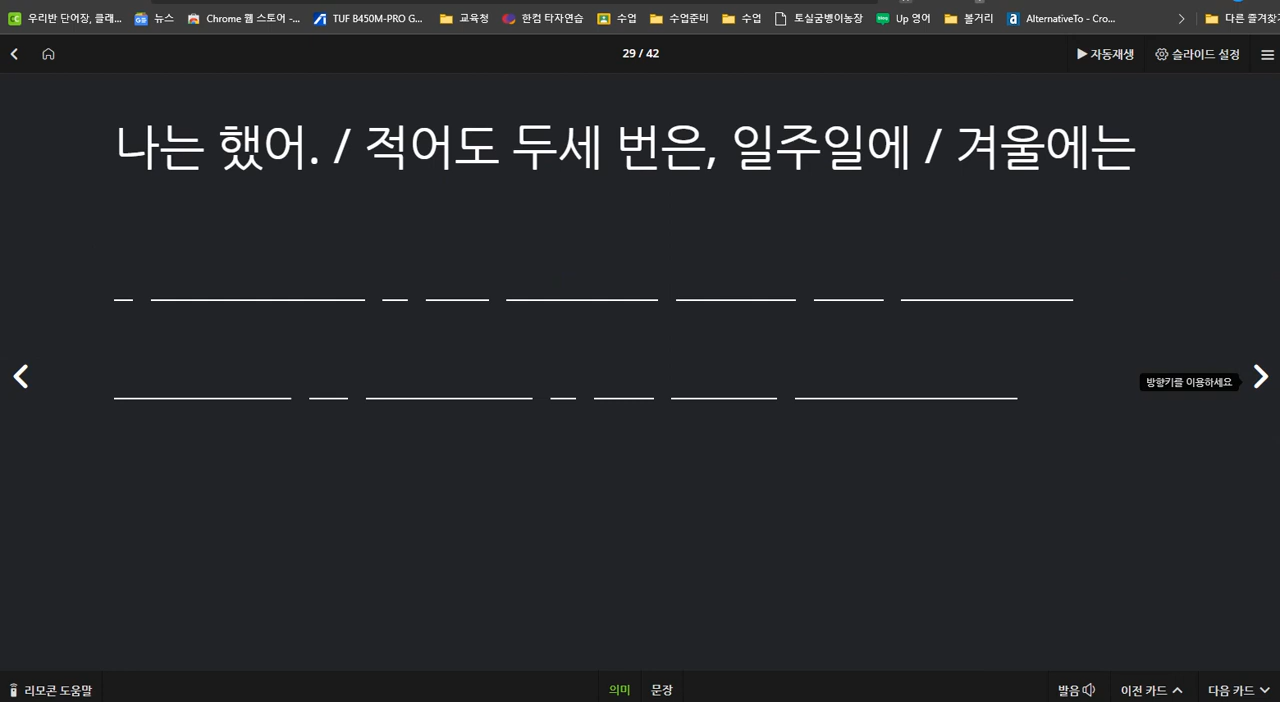 우리반 단어장, 클래... 뉴스 Chrome 웹 스토어 -... TUF B450M-PRO G... 교육청 한컴 타자연습 수업 수업준비 수업 토실굼벵이농장 Up 영어 볼거리 AlternativeTo - Cro... 다른 즐겨찾기
29 / 42 자동재생 슬라이드 설정
나는 했어. / 적어도 두세 번은, 일주일에 / 겨울에는
방향키를 이용하세요
리모콘 도움말 의미 문장 발음 이전 카드 다음 카드